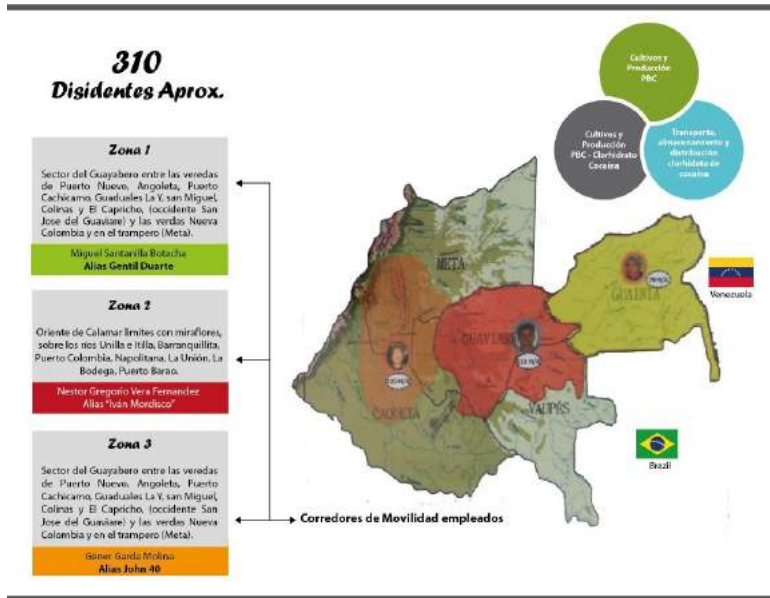 310
Disidentes Aprox.
Zona 1
Sector del Guayabero entre las veredas
de Puerto Nuevo, Angoleta, Puerto
Cachicamo, Guaduales La Y, san Miguel,
Colinas y El Capricho, (occidente San
Jose del Guaviare) y las verdas Nueva
Colombia y en el trampero (Meta).
Miguel Santanilla Botacha
Alias Gentil Duarte
Zona 2
Oriente de Calamar limites con miraflores,
sobre los ríos Unilla e Itilla, Barranquillita,
Puerto Colombia, Napolitana, La Unión, La
Bodega, Puerto Barao.
Nestor Gregorio Vera Fernandez
Alias "Iván Mordisco"
Zona 3
Sector del Guayabero entre las veredas
de Puerto Nuevo, Angoleta, Puerto
Cachicamo, Guaduales La Y, san Miguel,
Colinas y El Capricho, (occidente San
Jose del Guaviare) y las verdas Nueva
Colombia y en el trampero (Meta).
Géner García Molina
Alias John 40
Cultivos y
Producción
PBC
Cultivos y
Producción
PBC - Clorhidrato
Cocaína
Transporte,
almacenamiento y
distribución
clorhidrato de
cocaína
META
GUAINIA
GUAVIARE
CAQUETA
VAUPÉS
Venezuela
Brazil
Corredores de Movilidad empleados